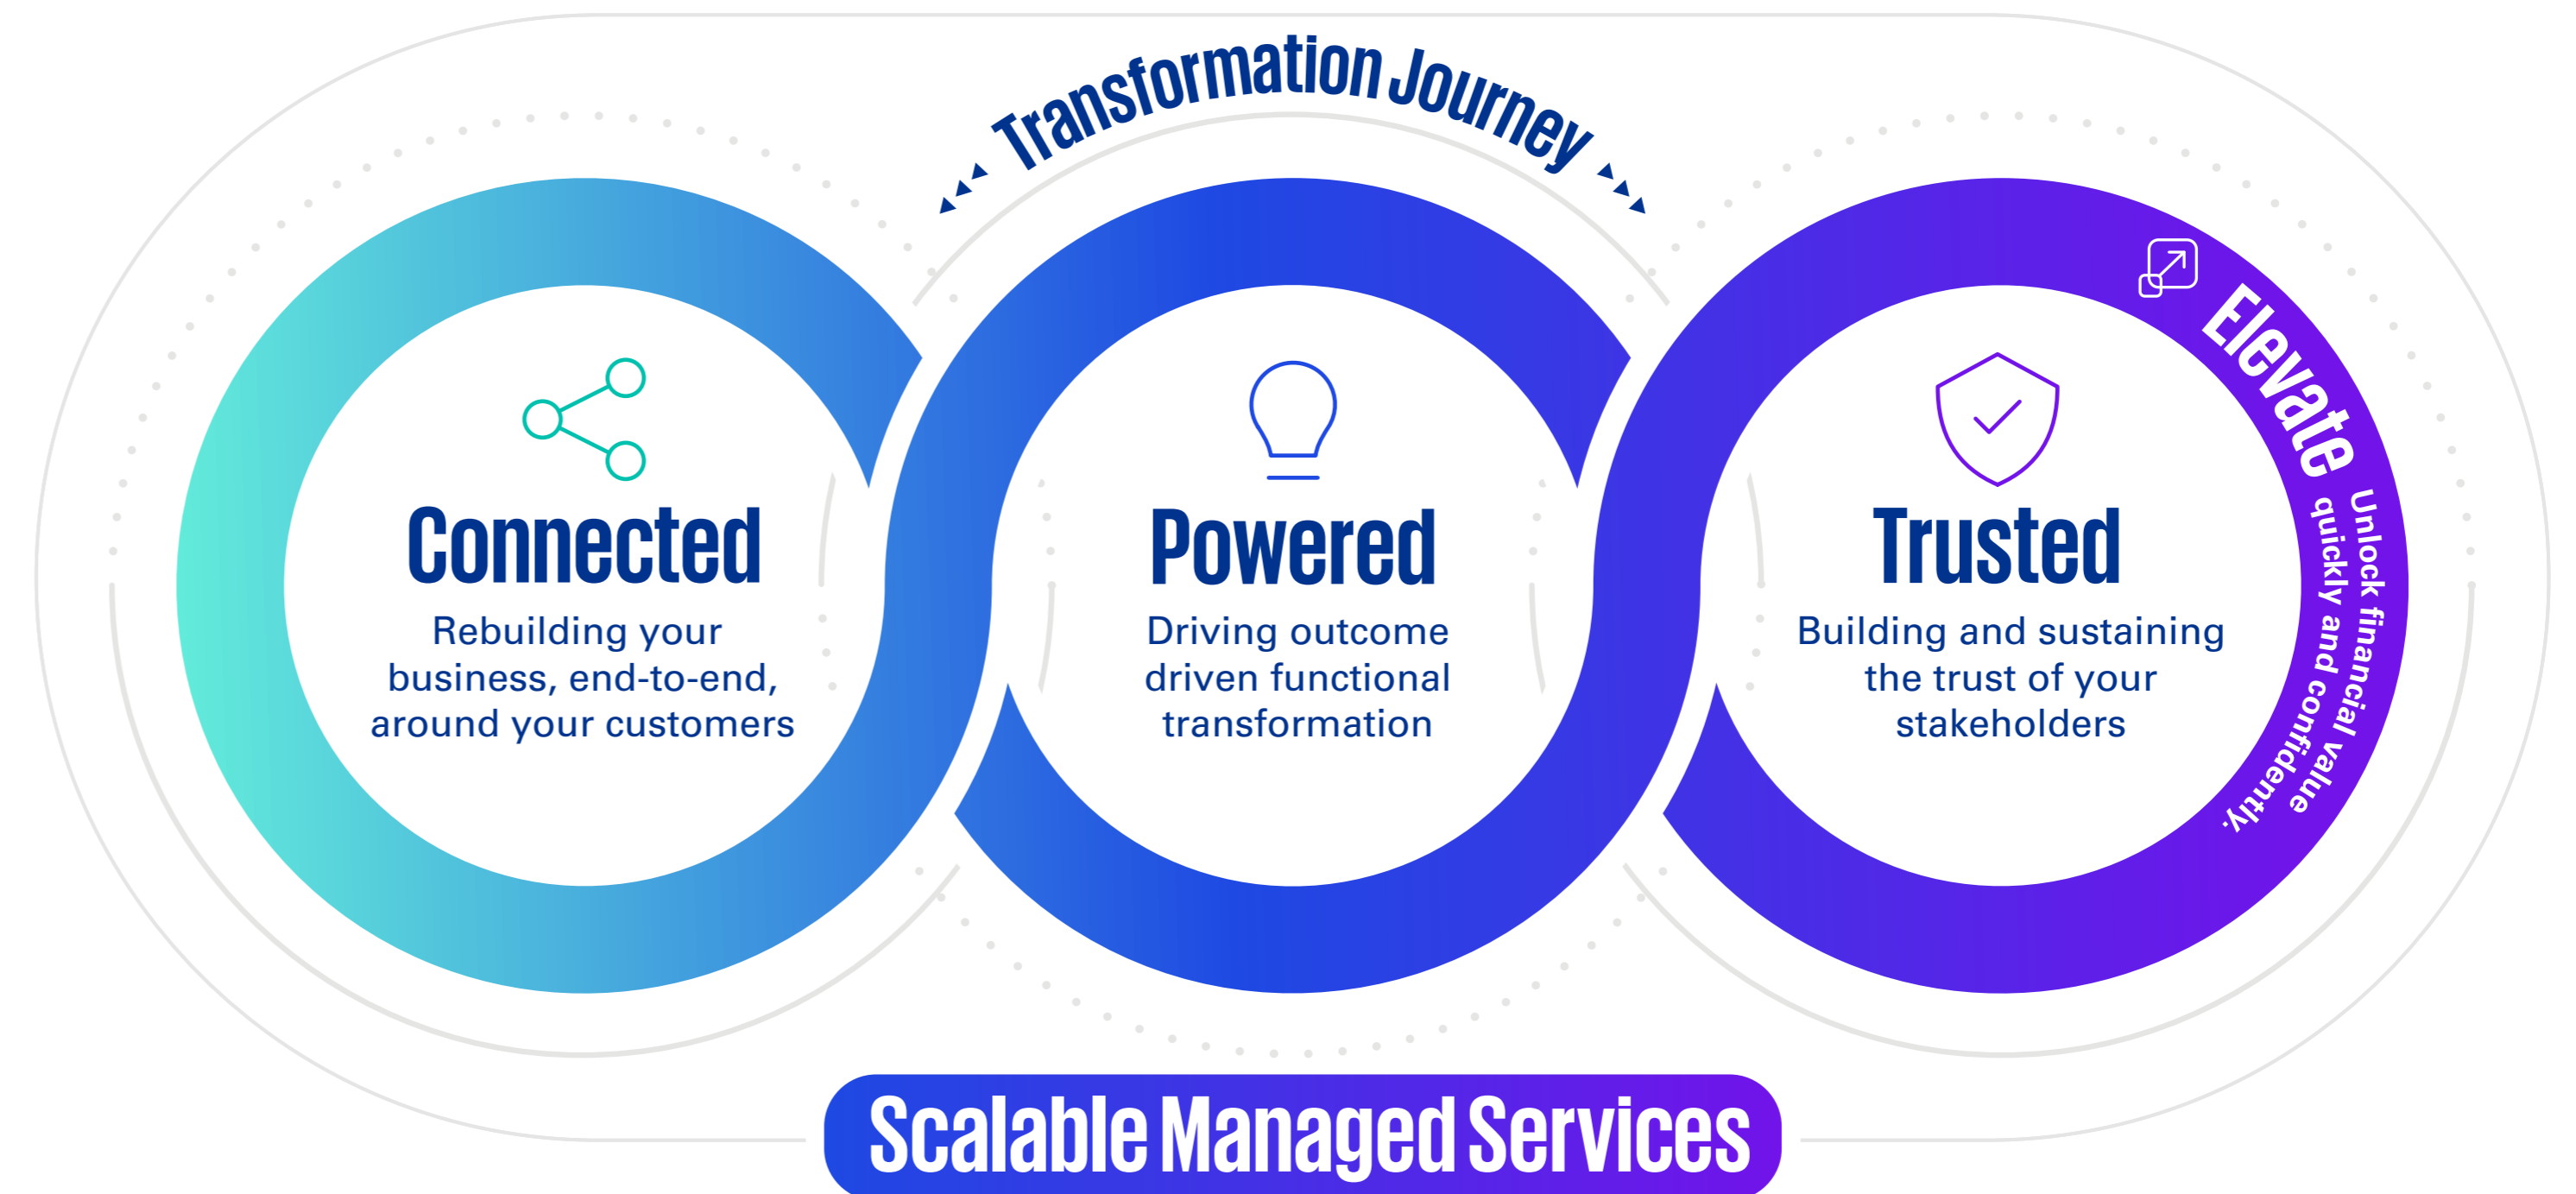 Transformation Journey
Connected
Rebuilding your
business, end-to-end,
around your customers
Powered
Driving outcome
driven functional
transformation
Trusted
Building and sustaining
the trust of your
stakeholders
Elevate
Unlock financial value
quickly and confidently.
Scalable Managed Services